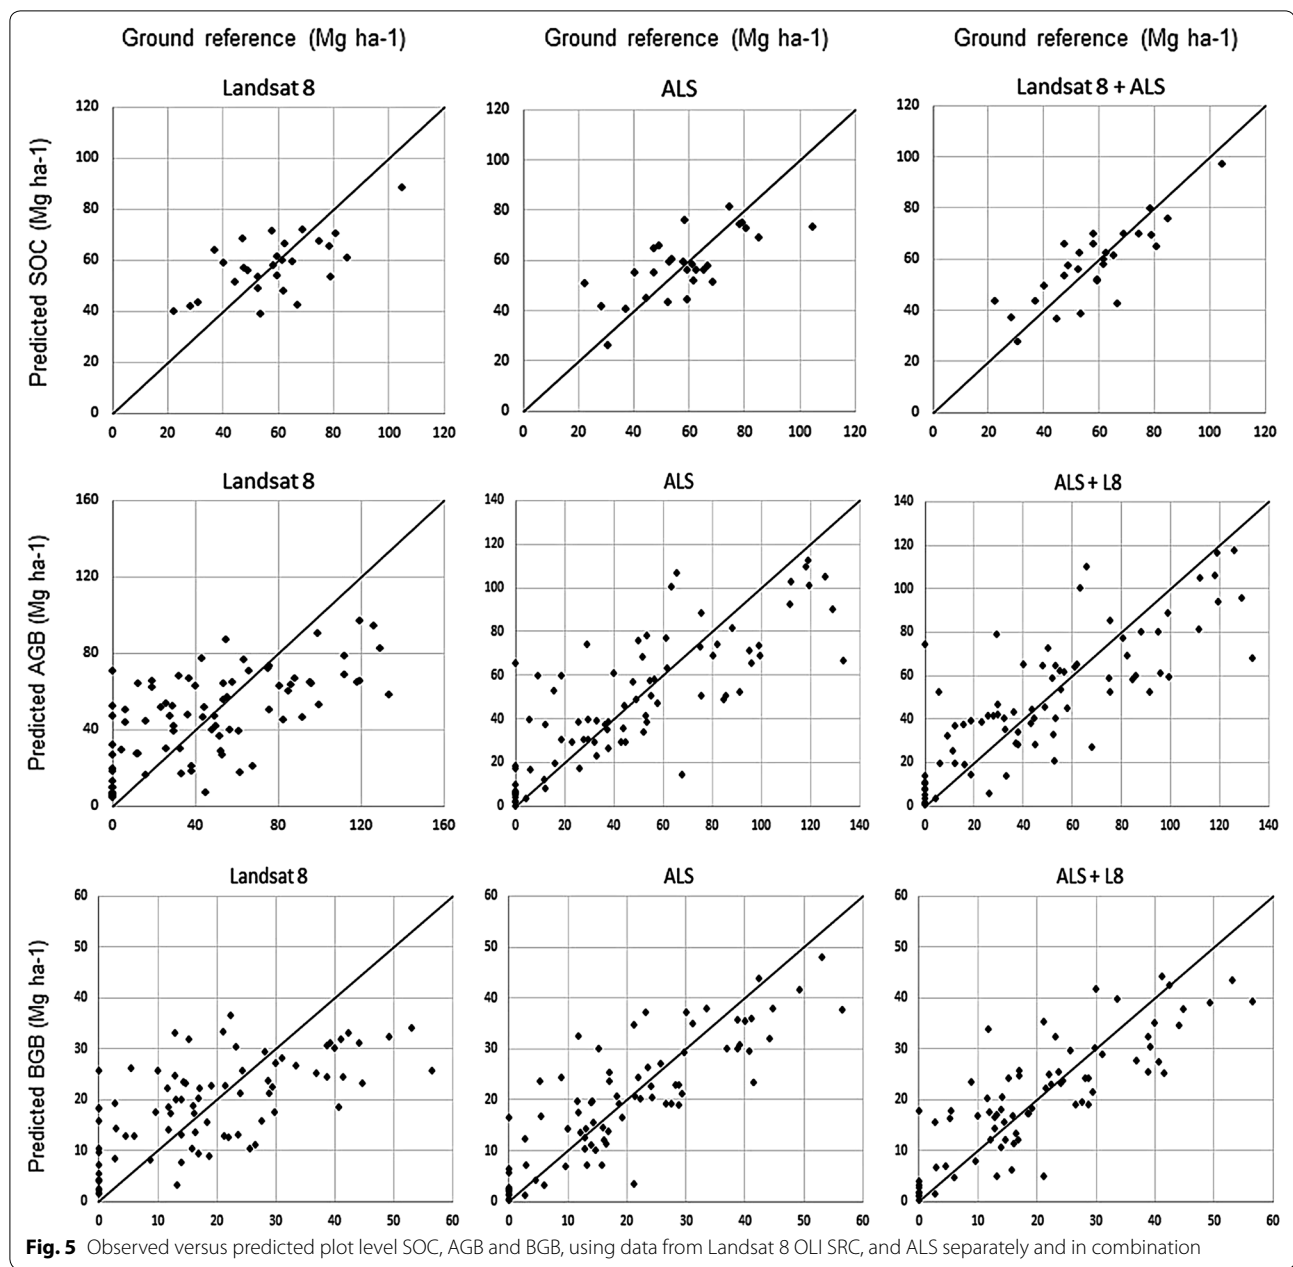 Ground reference (Mg ha-1) Ground reference (Mg ha-1) Ground reference (Mg ha-1)
Landsat 8 ALS Landsat 8 + ALS
Predicted SOC (Mg ha-1)
120 120 120
100 100 100
80 80 80
60 60 60
40 40 40
20 20 20
0 0 0
0 20 40 60 80 100 120 0 20 40 60 80 100 120 0 20 40 60 80 100 120
Landsat 8 ALS ALS + L8
Predicted AGB (Mg ha-1)
160
120
80
40
0
0 40 80 120 160
140
120
100
80
60
40
20
0
0 20 40 60 80 100 120 140
140
120
100
80
60
40
20
0
0 20 40 60 80 100 120 140
Landsat 8 ALS ALS + L8
Predicted BGB (Mg ha-1)
60 60 60
50 50 50
40 40 40
30 30 30
20 20 20
10 10 10
0 0 0
0 10 20 30 40 50 60 0 10 20 30 40 50 60 0 10 20 30 40 50 60
Fig. 5 Observed versus predicted plot level SOC, AGB and BGB, using data from Landsat 8 OLI SRC, and ALS separately and in combination